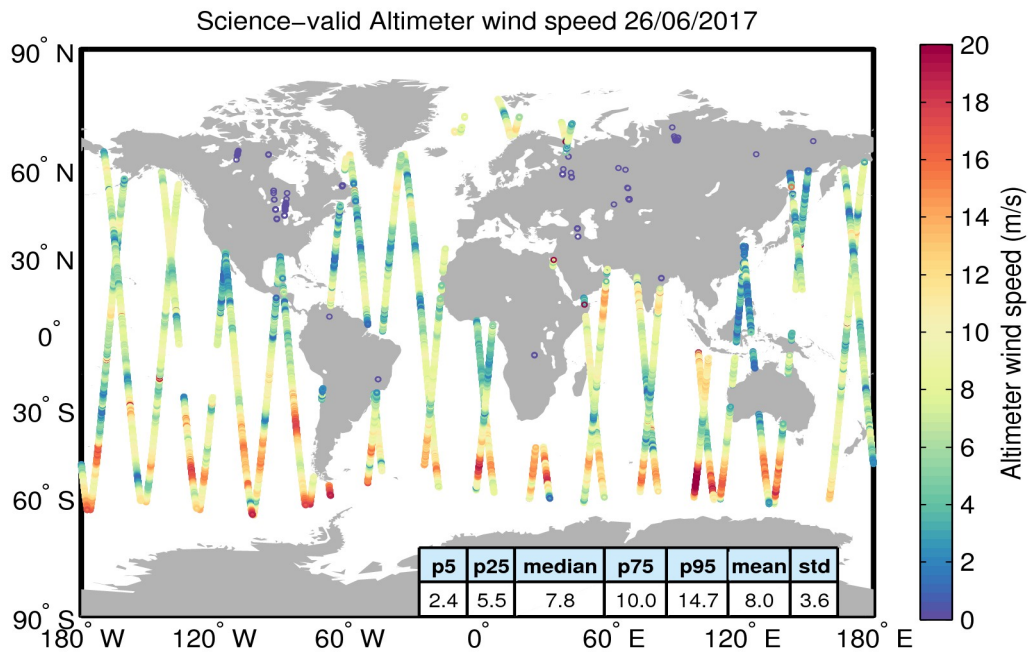 Science−valid Altimeter wind speed 26/06/2017
90° N
60° N
30° N
0°
30° S
60° S
90° S
180° W
120° W
60° W
0°
60° E
120° E
180° E
p5 p25 median p75 p95 mean std
2.4 5.5 7.8 10.0 14.7 8.0 3.6
20
18
16
14
12
10
8
6
4
2
0
Altimeter wind speed (m/s)